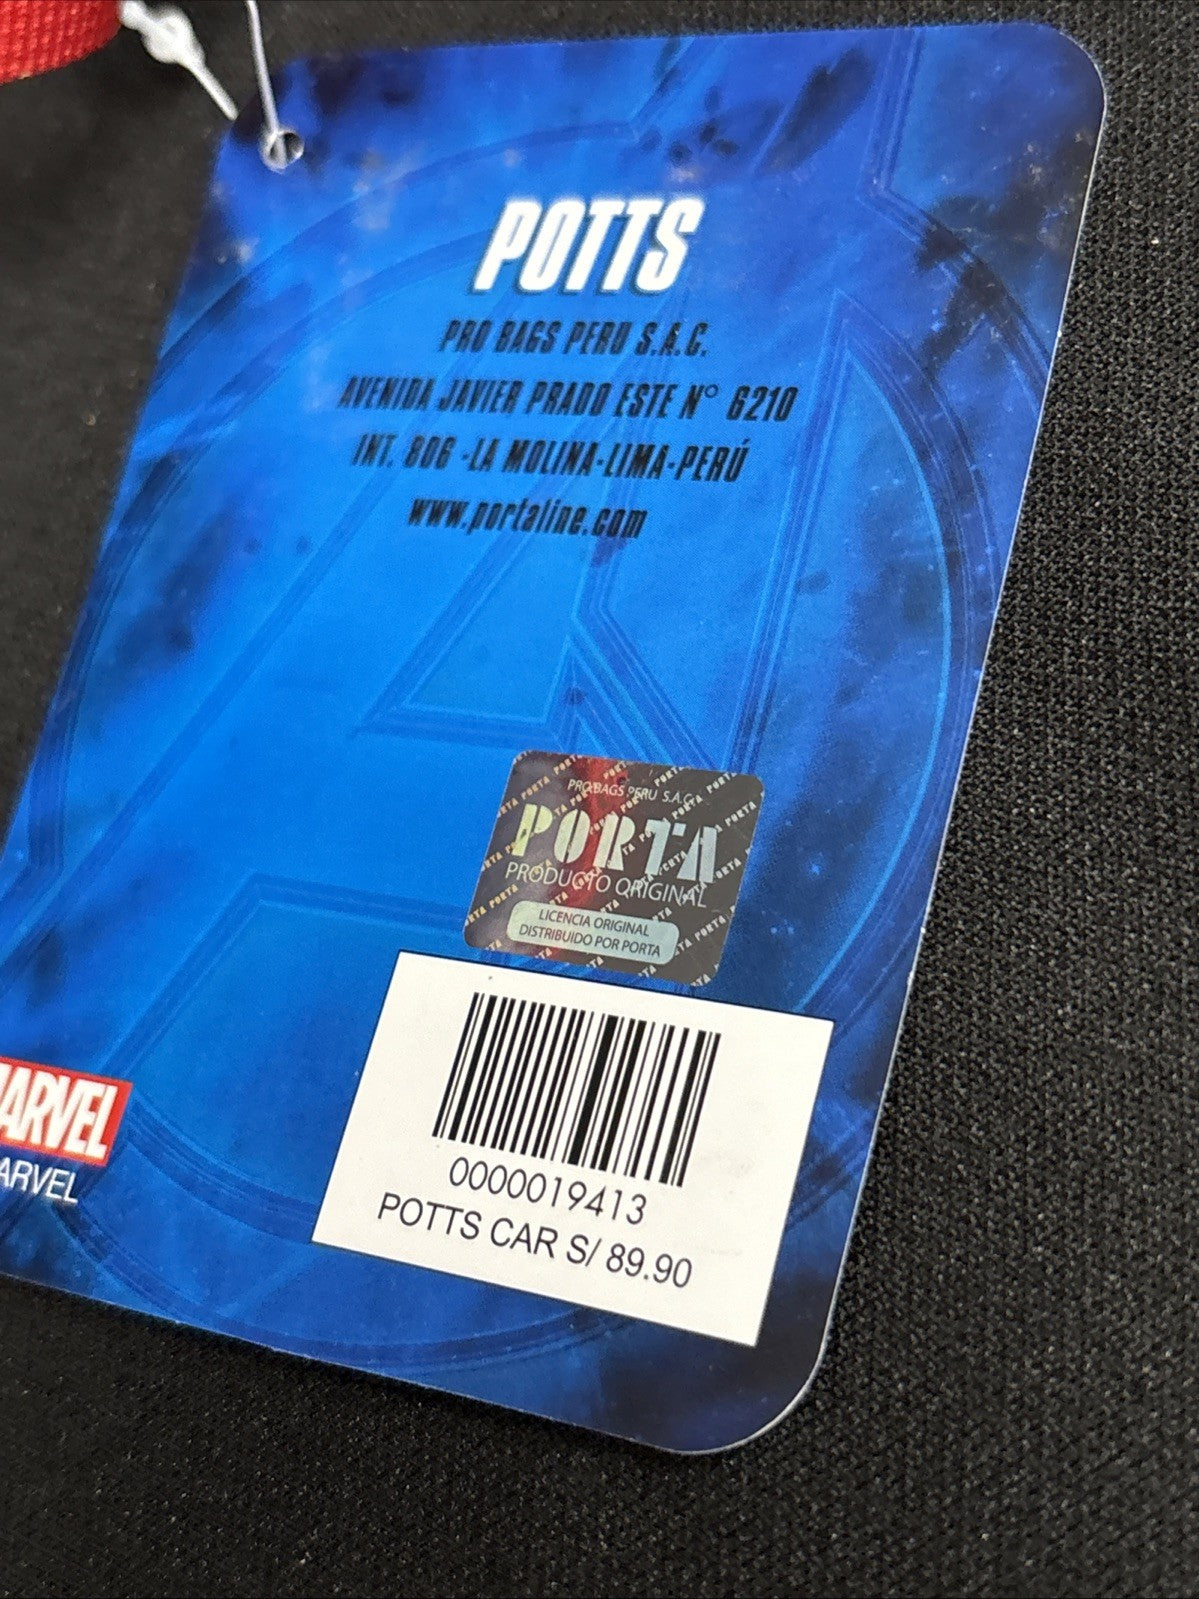 POTTS
PRO BAGS PERU S.A.C.
AVENIDA JAVIER PRADO ESTE N° 6210
INT. 806 -LA MOLINA-LIMA-PERÚ
www.portaline.com
PRO BAGS PERU S.A.C.
PORTA
PRODUCTO ORIGINAL
LICENCIA ORIGINAL
DISTRIBUIDO POR PORTA
MARVEL
MARVEL
0000019413
POTTS CAR S/ 89.90